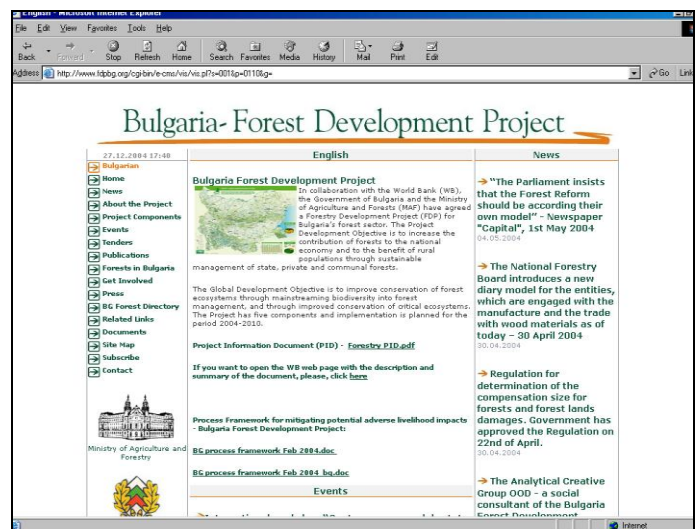 English - Microsoft Internet Explorer
File Edit View Favorites Tools Help
Back Forward Stop Refresh Home Search Favorites Media History Mail Print Edit
Address http://www.fdpbg.org/cgi-bin/e-cms/vis/vis.pl?s=001&p=0110&g= Go Link
Bulgaria-Forest Development Project
27.12.2004 17:48
Bulgarian
Home
News
About the Project
Project Components
Events
Tenders
Publications
Forests in Bulgaria
Get Involved
Press
BG Forest Directory
Related Links
Documents
Site Map
Subscribe
Contact
Ministry of Agriculture and
Forestry
English
Bulgaria Forest Development Project
In collaboration with the World Bank (WB),
the Government of Bulgaria and the Ministry
of Agriculture and Forests (MAF) have agreed
a Forestry Development Project (FDP) for
Bulgaria's forest sector. The Project
Development Objective is to increase the
contribution of forests to the national
economy and to the benefit of rural
populations through sustainable
management of state, private and communal forests.
The Global Development Objective is to improve conservation of forest
ecosystems through mainstreaming biodiversity into forest
management, and through improved conservation of critical ecosystems.
The Project has five components and implementation is planned for the
period 2004-2010.
Project Information Document (PID) - Forestry PID.pdf
If you want to open the WB web page with the description and
summary of the document, please, click here
Process Framework for mitigating potential adverse livelihood impacts
- Bulgaria Forest Development Project:
BG process framework Feb 2004.doc
BG process framework Feb 2004_bg.doc
Events
News
"The Parliament insists
that the Forest Reform
should be according their
own model" - Newspaper
"Capital", 1st May 2004
04.05.2004
The National Forestry
Board introduces a new
diary model for the entities,
which are engaged with the
manufacture and the trade
with wood materials as of
today – 30 April 2004
30.04.2004
Regulation for
determination of the
compensation size for
forests and forest lands
damages. Government has
approved the Regulation on
22nd of April.
30.04.2004
The Analytical Creative
Group OOD - a social
consultant of the Bulgaria
Forest Development
Internet